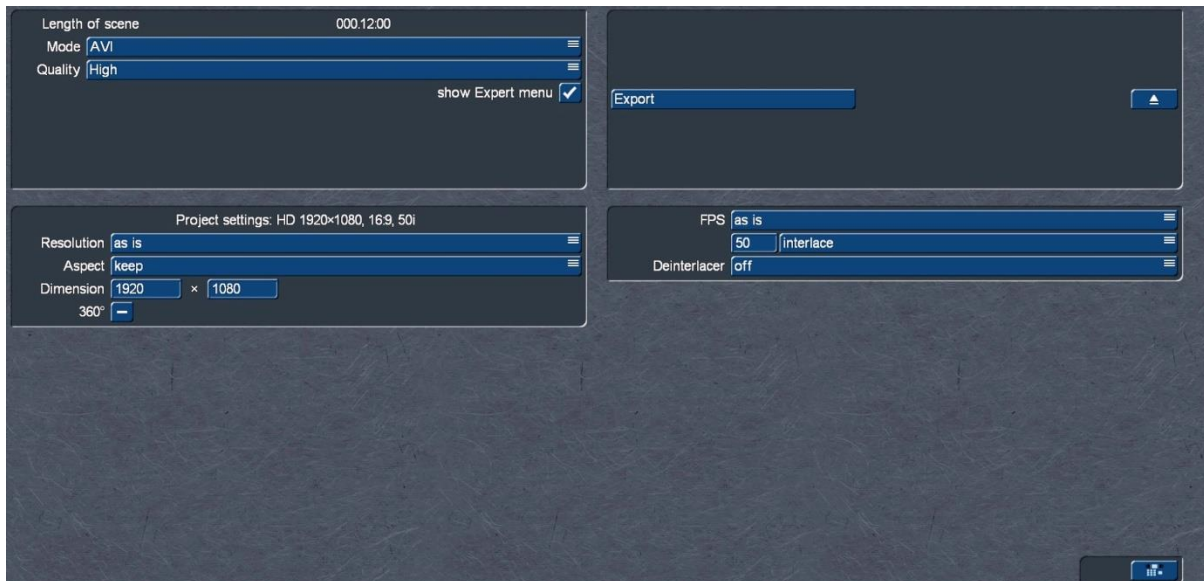 Length of scene 000.12:00
Mode AVI
Quality High
show Expert menu
Export
Project settings: HD 1920×1080, 16:9, 50i
Resolution as is
Aspect keep
Dimension 1920 × 1080
360°
FPS as is
50 interlace
Deinterlacer off